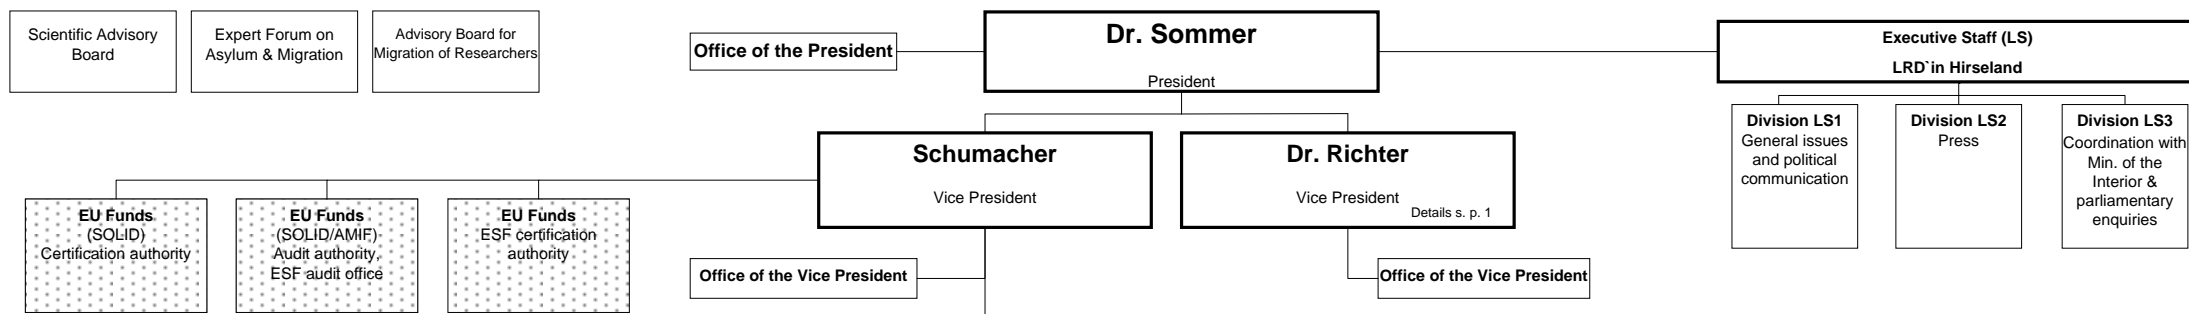 Scientific Advisory
Board
Expert Forum on
Asylum & Migration
Advisory Board for
Migration of Researchers
Office of the President
Dr. Sommer
President
Executive Staff (LS)
LRD`in Hirseland
Division LS1
General issues
and political
communication
Division LS2
Press
Division LS3
Coordination with
Min. of the
Interior &
parliamentary
enquiries
Schumacher
Vice President
Dr. Richter
Vice President
Details s. p. 1
EU Funds
(SOLID)
Certification authority
EU Funds
(SOLID/AMIF)
Audit authority,
ESF audit office
EU Funds
ESF certification
authority
Office of the Vice President
Office of the Vice President